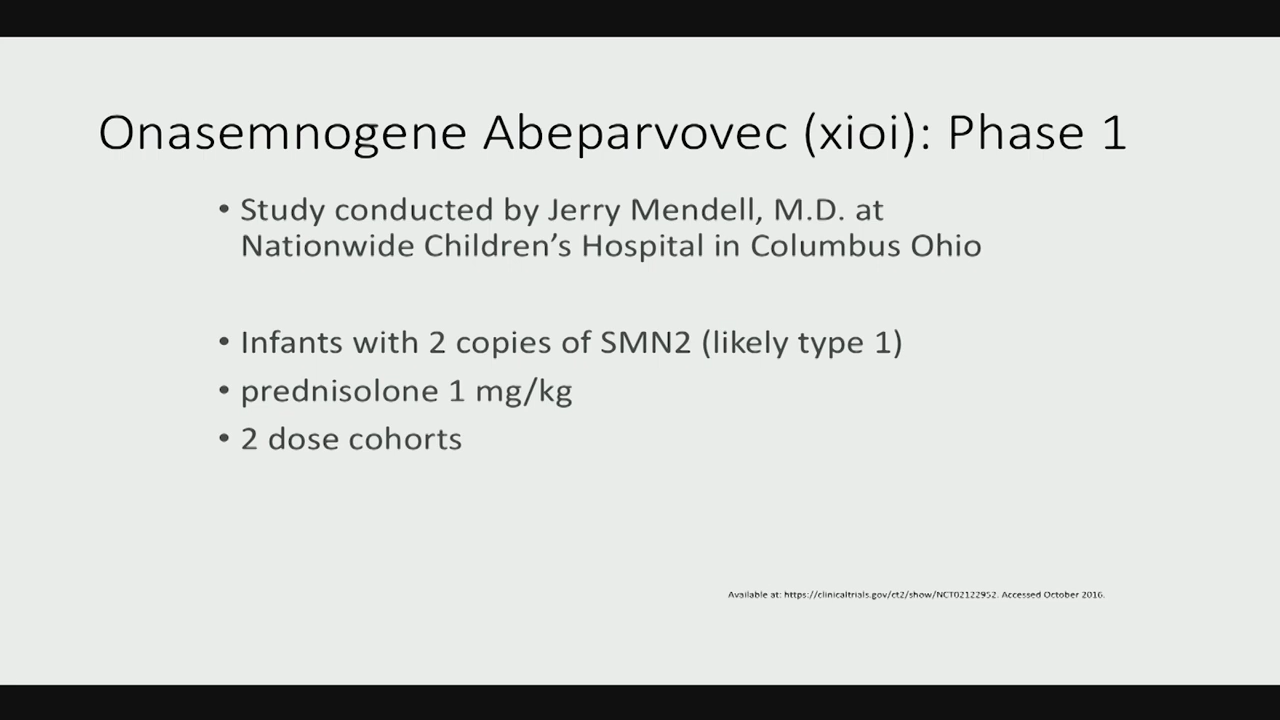 Onasemnogene Abeparvovec (xioi): Phase 1
• Study conducted by Jerry Mendell, M.D. at
Nationwide Children’s Hospital in Columbus Ohio
• Infants with 2 copies of SMN2 (likely type 1)
• prednisolone 1 mg/kg
• 2 dose cohorts
Available at: https://clinicaltrials.gov/ct2/show/NCT02122952. Accessed October 2016.